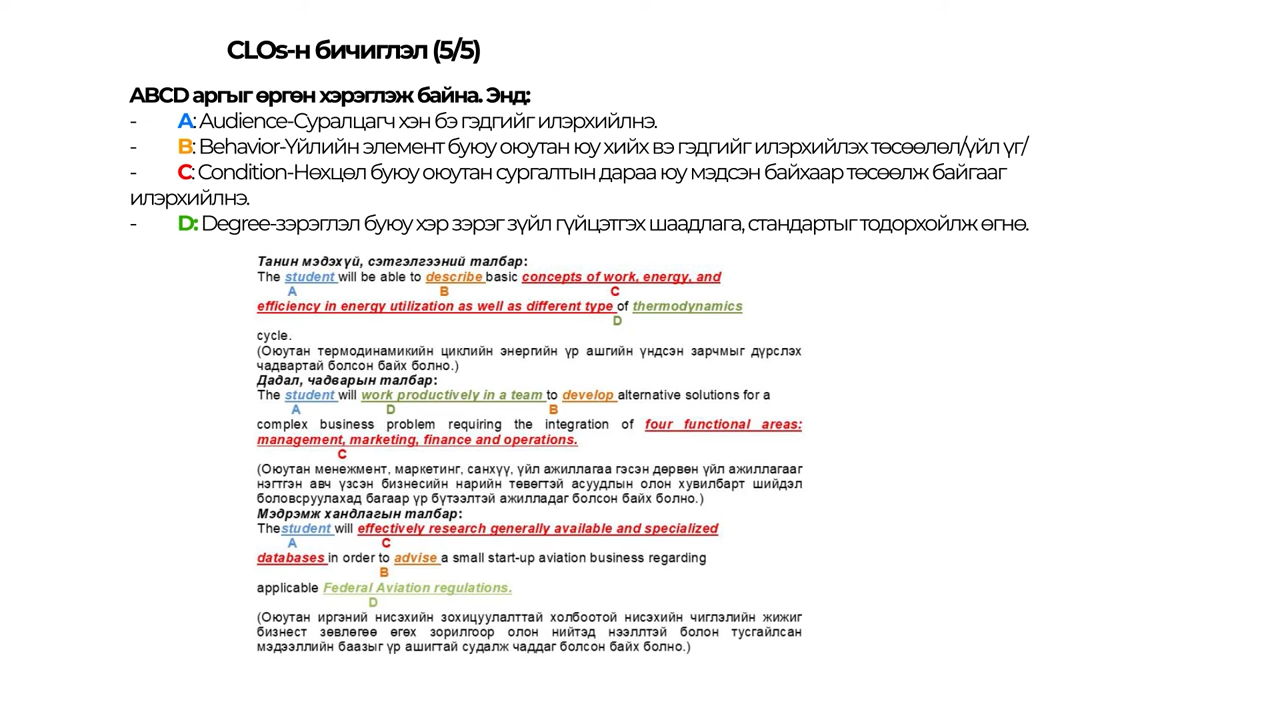 CLOs-н бичиглэл (5/5)
ABCD аргыг өргөн хэрэглэж байна. Энд:
- A: Audience-Суралцагч хэн бэ гэдгийг илэрхийлнэ.
- B: Behavior-Үйлийн элемент буюу оюутан юу хийх вэ гэдгийг илэрхийлэх төсөөлөл/үйл үг/
- C: Condition-Нөхцөл буюу оюутан сургалтын дараа юу мэдсэн байхаар төсөөлж байгааг
илэрхийлнэ.
- D: Degree-зэрэглэл буюу хэр зэрэг зүйл гүйцэтгэх шаадлага, стандартыг тодорхойлж өгнө.
Танин мэдэхүй, сэтгэлгээний талбар:
The student will be able to describe basic concepts of work, energy, and
A B C
efficiency in energy utilization as well as different type of thermodynamics
D
cycle.
(Оюутан термодинамикийн циклийн энергийн үр ашгийн үндсэн зарчмыг дүрслэх
чадвартай болсон байх болно.)
Дадал, чадварын талбар:
The student will work productively in a team to develop alternative solutions for a
A D B
complex business problem requiring the integration of four functional areas:
management, marketing, finance and operations.
C
(Оюутан менежмент, маркетинг, санхүү, үйл ажиллагаа гэсэн дөрвөн үйл ажиллагааг
нэгтгэн авч үзсэн бизнесийн нарийн төвөгтэй асуудлын олон хувилбарт шийдэл
боловсруулахад багаар үр бүтээлтэй ажилладаг болсон байх болно.)
Мэдрэмж хандлагын талбар:
Thestudent will effectively research generally available and specialized
A C
databases in order to advise a small start-up aviation business regarding
B
applicable Federal Aviation regulations.
D
(Оюутан иргэний нисэхийн зохицуулалттай холбоотой нисэхийн чиглэлийн жижиг
бизнест зөвлөгөө өгөх зорилгоор олон нийтэд нээллтэй болон тусгайлсан
мэдээллийн баазыг үр ашигтай судалж чаддаг болсон байх болно.)